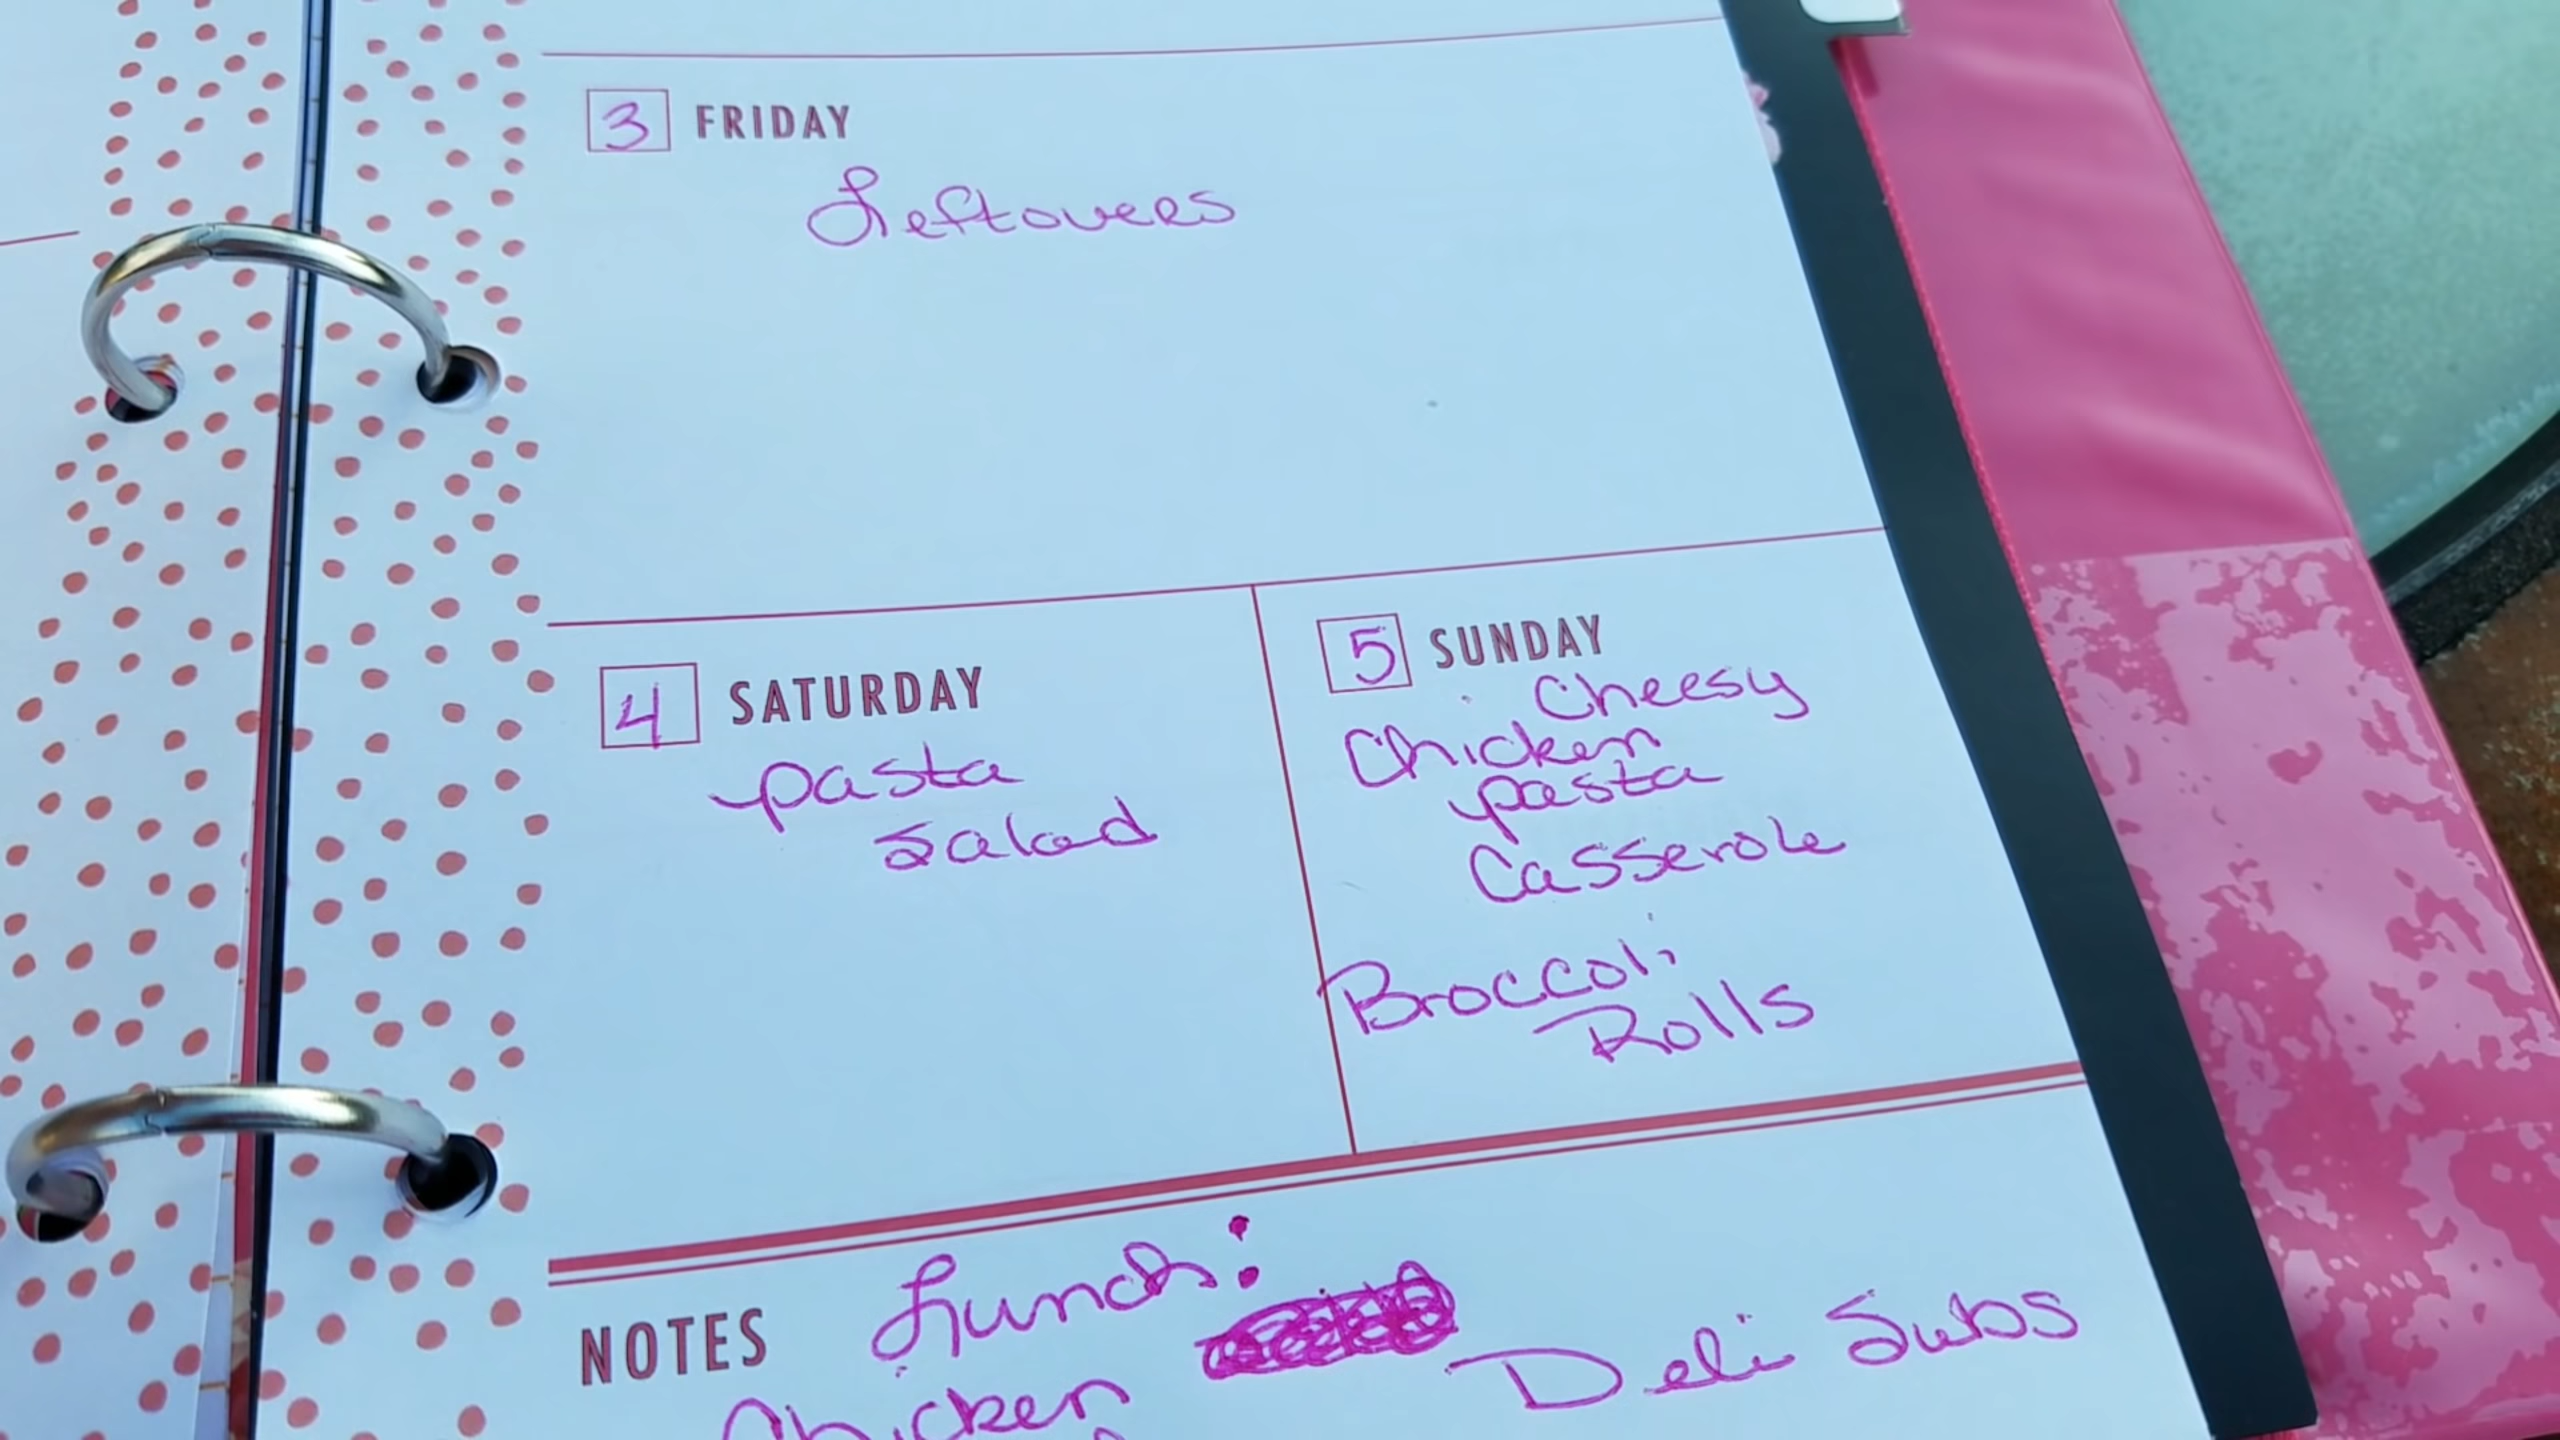 3 FRIDAY
Leftovers
4 SATURDAY
pasta
salad
5 SUNDAY
Cheesy
Chicken
pasta
Casserole
Broccoli
Rolls
NOTES Lunch:
Deli Subs
Chicken